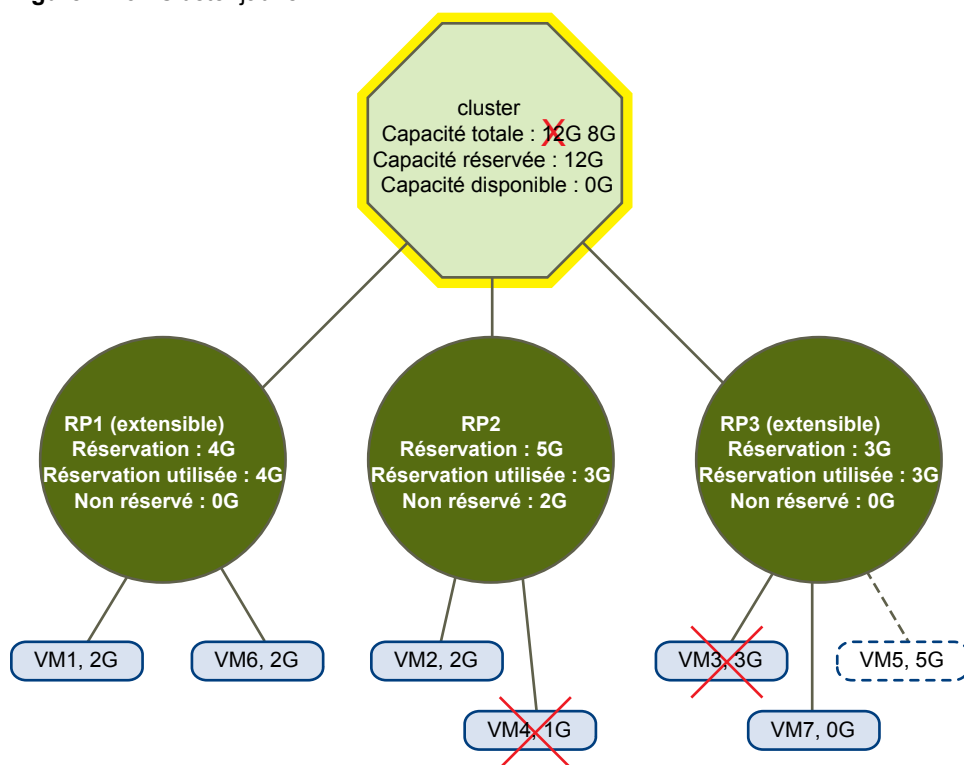 cluster
Capacité totale : 12G 8G
Capacité réservée : 12G
Capacité disponible : 0G
RP1 (extensible)
Réservation : 4G
Réservation utilisée : 4G
Non réservé : 0G
RP2
Réservation : 5G
Réservation utilisée : 3G
Non réservé : 2G
RP3 (extensible)
Réservation : 3G
Réservation utilisée : 3G
Non réservé : 0G
VM1, 2G
VM6, 2G
VM2, 2G
VM3, 3G
VM5, 5G
VM4, 1G
VM7, 0G